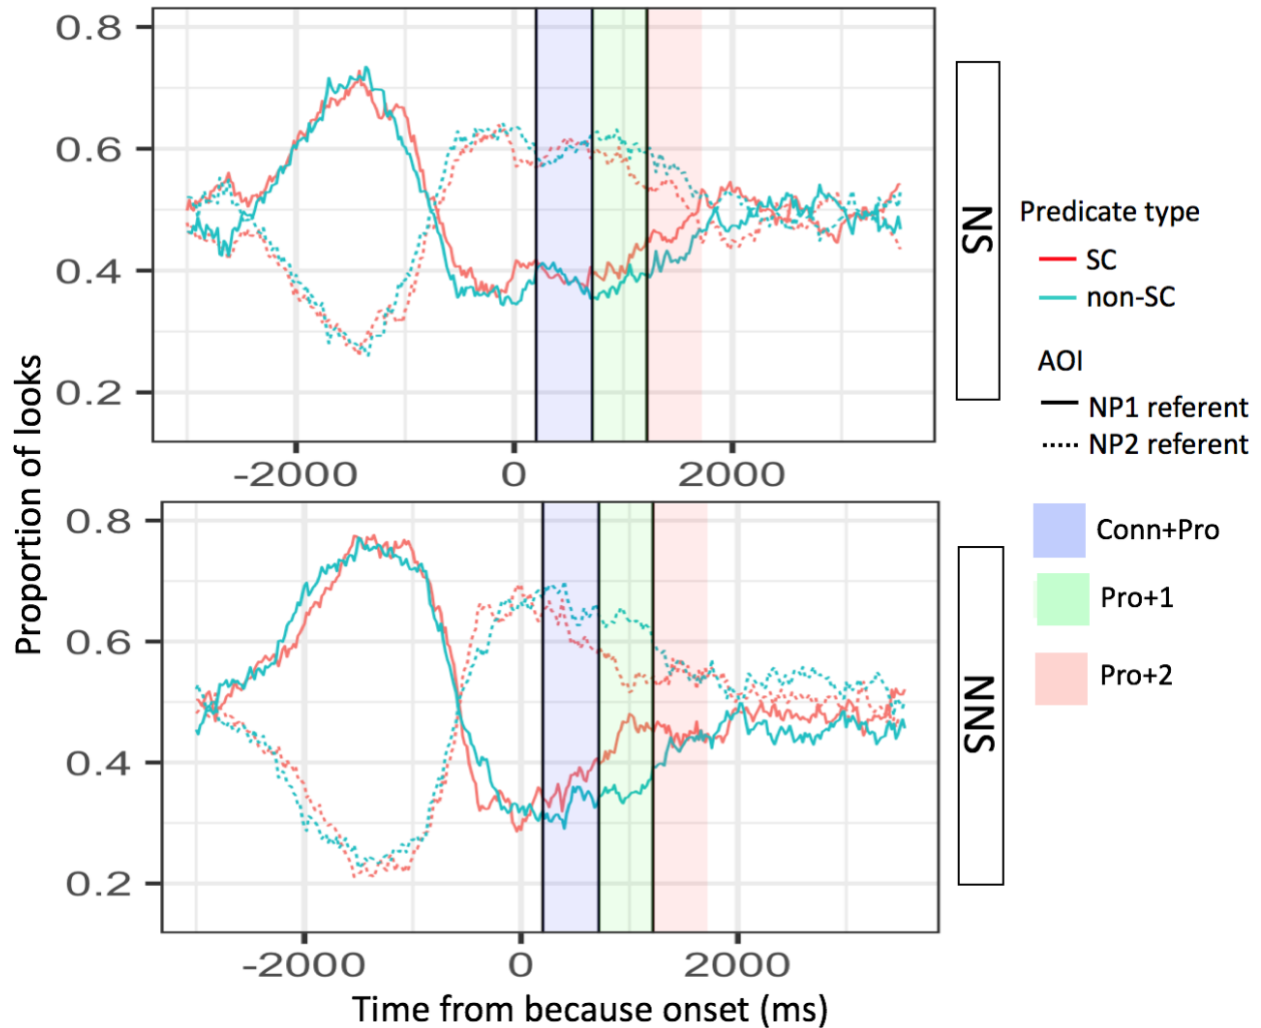 Proportion of looks
0.8
0.6
0.4
0.2
-2000 0 2000
NS
0.8
0.6
0.4
0.2
-2000 0 2000
NNS
Time from because onset (ms)
Predicate type
SC
non-SC
AOI
NP1 referent
NP2 referent
Conn+Pro
Pro+1
Pro+2